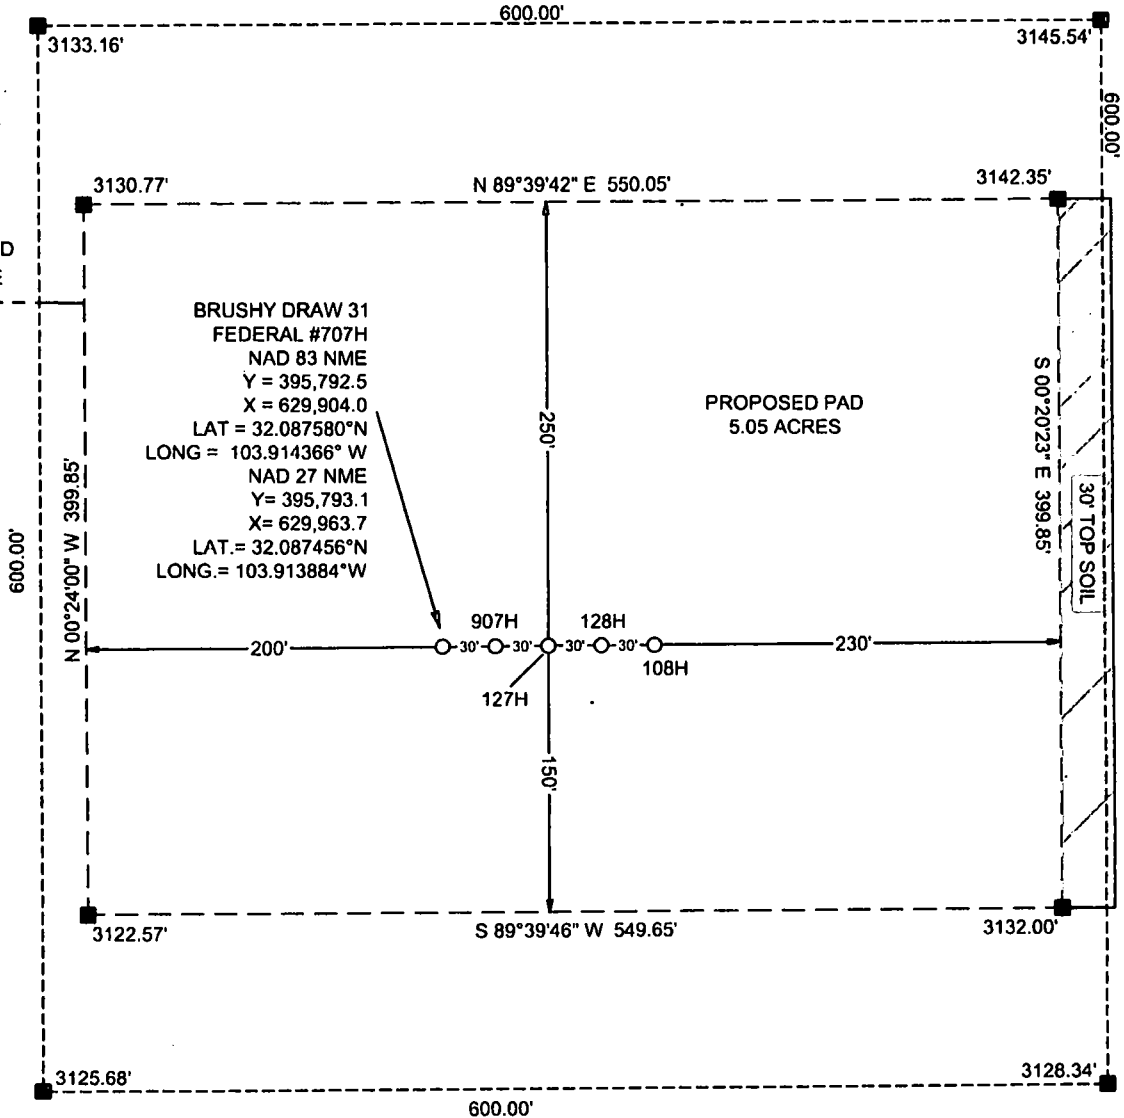 600.00'
3133.16'
3145.54'
600.00'
3130.77'
N 89°39'42" E 550.05'
3142.35'
D
BRUSHY DRAW 31
FEDERAL #707H
NAD 83 NME
Y = 395,792.5
X = 629,904.0
LAT = 32.087580°N
LONG = 103.914366° W
NAD 27 NME
Y= 395,793.1
X= 629,963.7
LAT.= 32.087456°N
LONG.= 103.913884°W
PROPOSED PAD
5.05 ACRES
250'
S 00°20'23" E 399.85'
30' TOP SOIL
N 00°24'00" W 399.85'
600.00'
907H
128H
200'
30'
30'
30'
30'
230'
127H
108H
150'
3122.57'
S 89°39'46" W 549.65'
3132.00'
3125.68'
3128.34'
600.00'